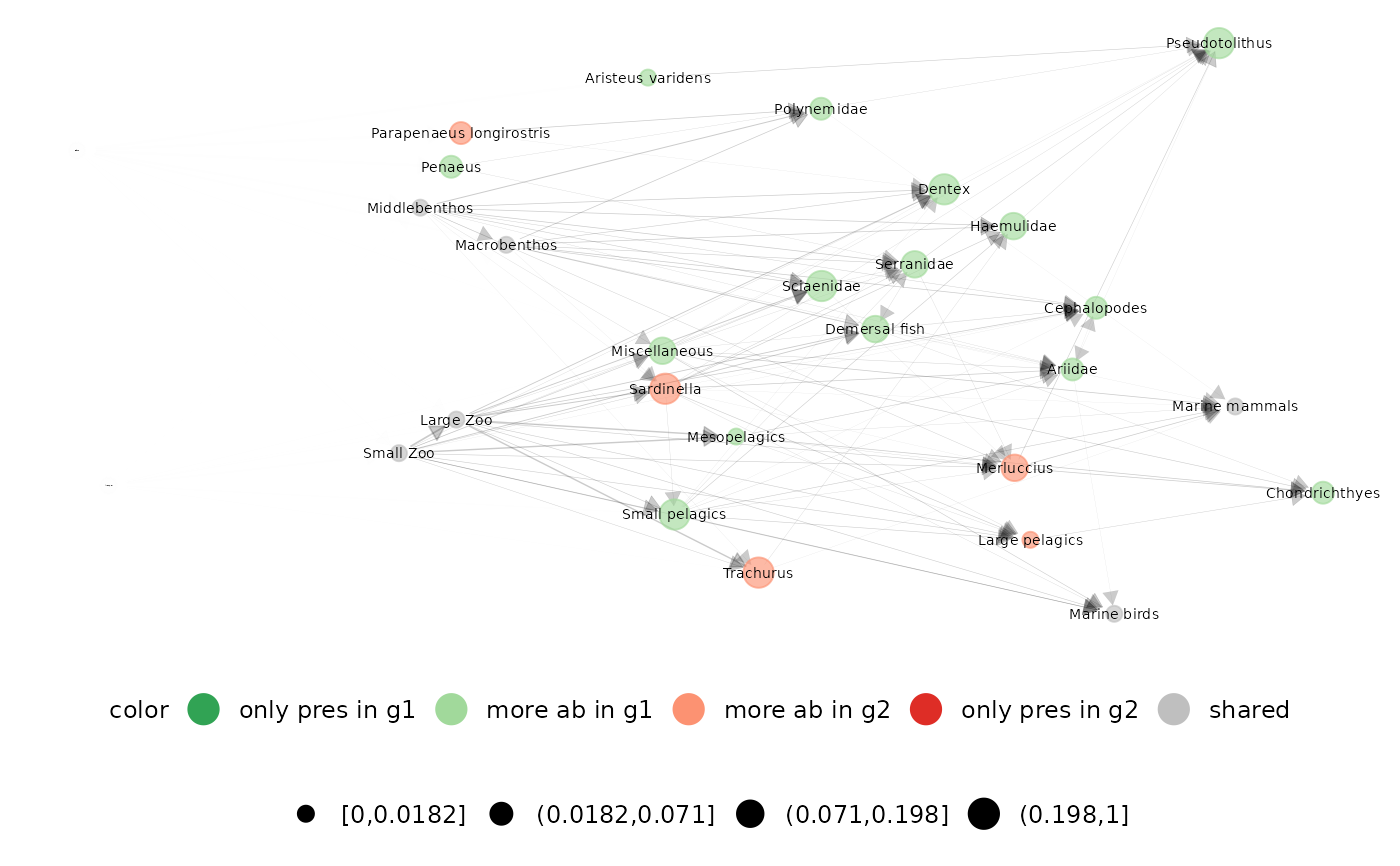 Pseudotolithus
Aristeus varidens
Polynemidae
Parapenaeus longirostris
Penaeus
Dentex
Middlebenthos
Haemulidae
Macrobenthos
Serranidae
Sciaenidae
Cephalopodes
Demersal fish
Miscellaneous
Ariidae
Sardinella
Marine mammals
Large Zoo
Mesopelagics
Small Zoo
Merluccius
Chondrichthyes
Small pelagics
Large pelagics
Trachurus
Marine birds
color only pres in g1 more ab in g1 more ab in g2 only pres in g2 shared
[0,0.0182] (0.0182,0.071] (0.071,0.198] (0.198,1]